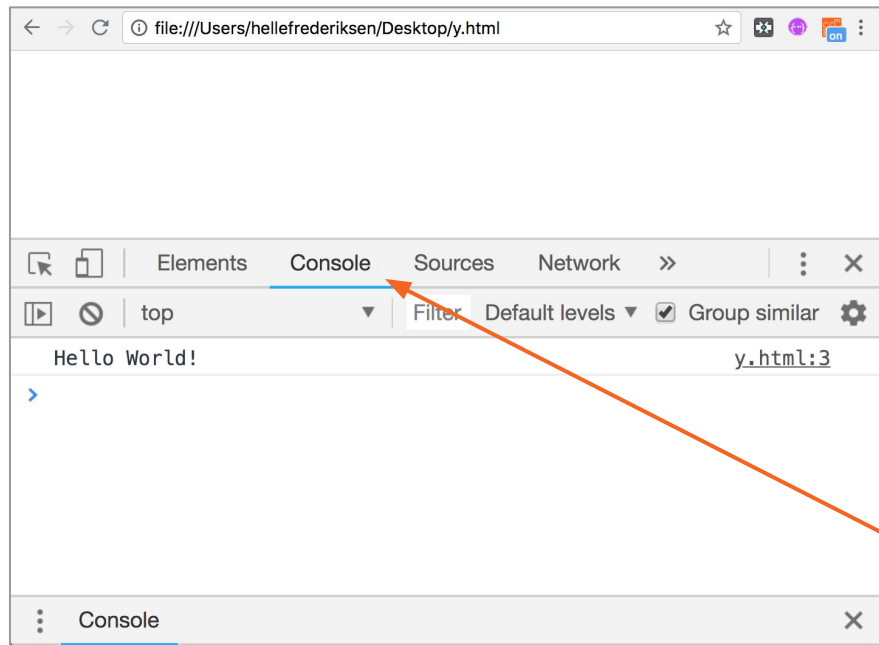 file:///Users/hellefrederiksen/Desktop/y.html
on
Elements Console Sources Network
top Filter Default levels Group similar
Hello World! y.html:3
Console